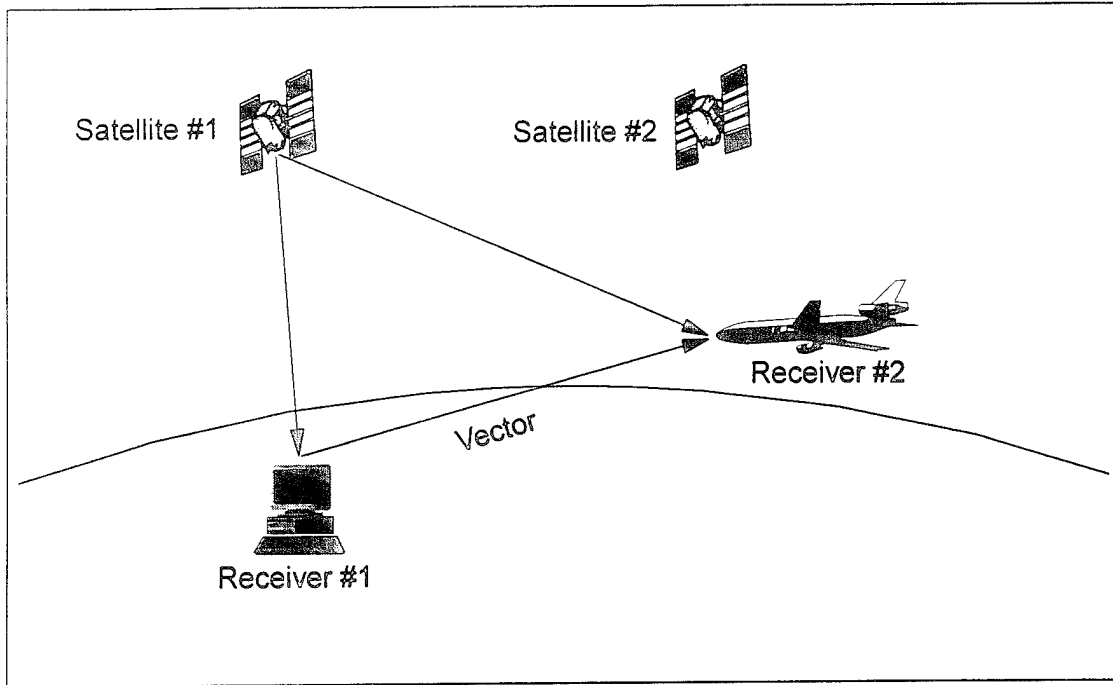 Satellite #1
Satellite #2
Receiver #2
Vector
Receiver #1